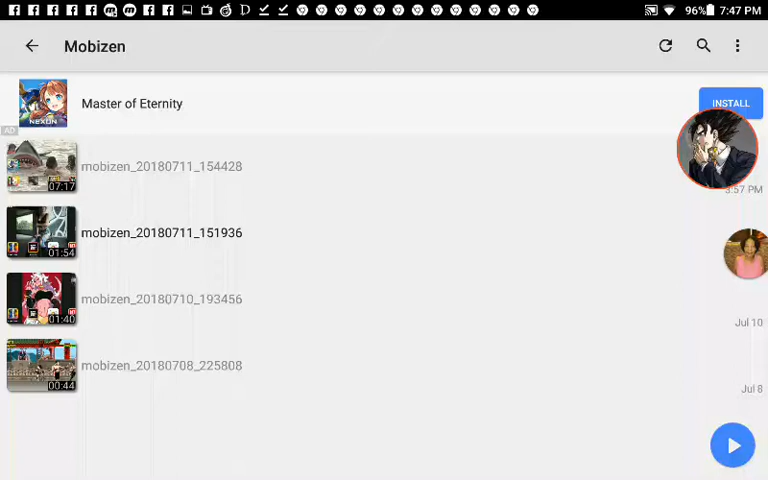 96% 7:47 PM
Mobizen
Master of Eternity
INSTALL
NEXON
AD
mobizen_20180711_154428
07:17
3:57 PM
mobizen_20180711_151936
01:54
mobizen_20180710_193456
01:40
Jul 10
mobizen_20180708_225808
00:44
Jul 8